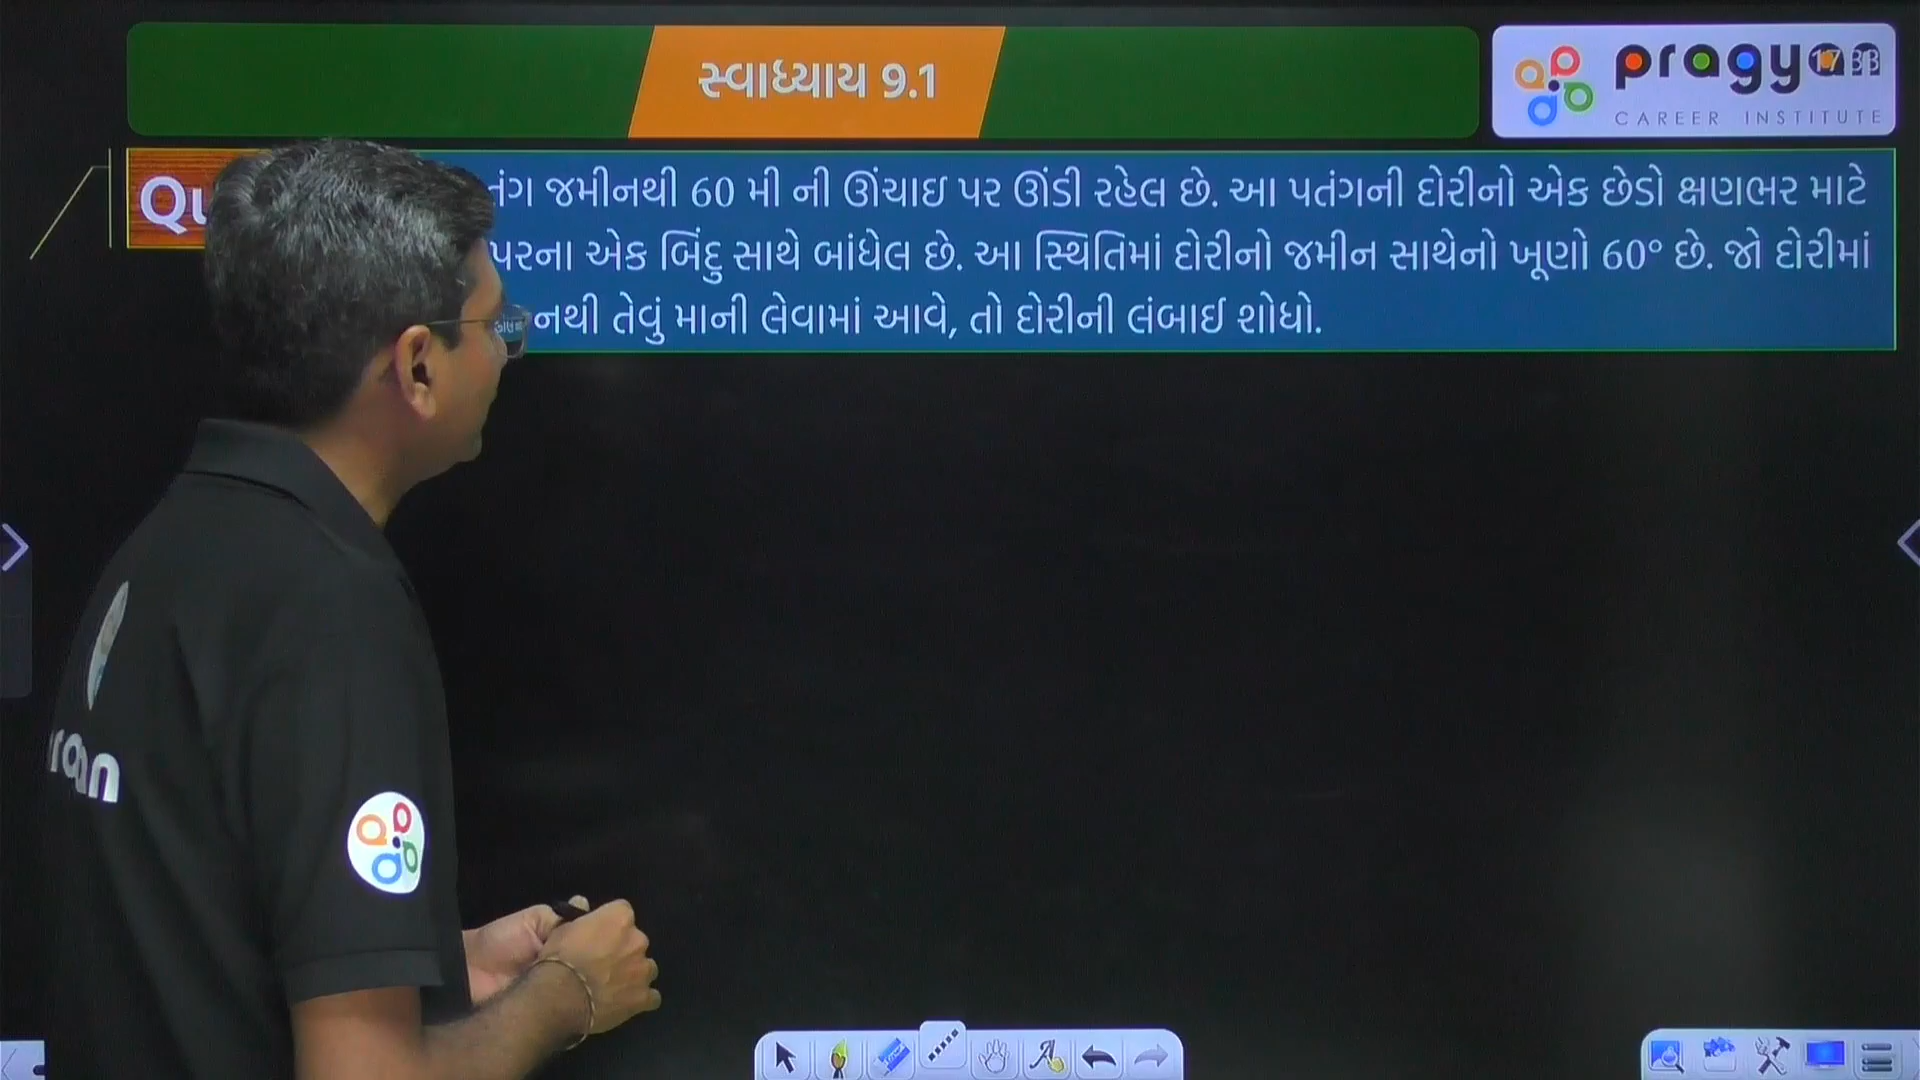 સ્વાધ્યાય 9.1
pragyan
CAREER INSTITUTE
જમીનથી 60 મી ની ઊંચાઇ પર ઊંડી રહેલ છે. આ પતંગની દોરીનો એક છેડો ક્ષણભર માટે
પરના એક બિંદુ સાથે બાંધેલ છે. આ સ્થિતિમાં દોરીનો જમીન સાથેનો ખૂણો 60° છે. જો દોરીમાં
નથી તેવું માની લેવામાં આવે, તો દોરીની લંબાઈ શોધો.